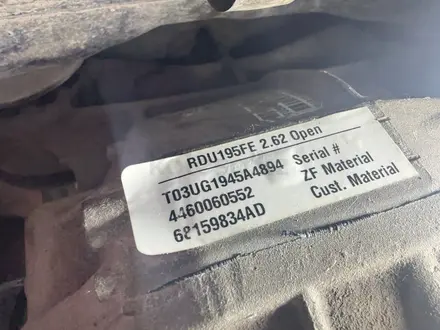 RDU195FE 2.62 Open
T03UG1945A4894 Serial #
4460060552 ZF Material
68159834AD Cust. Material